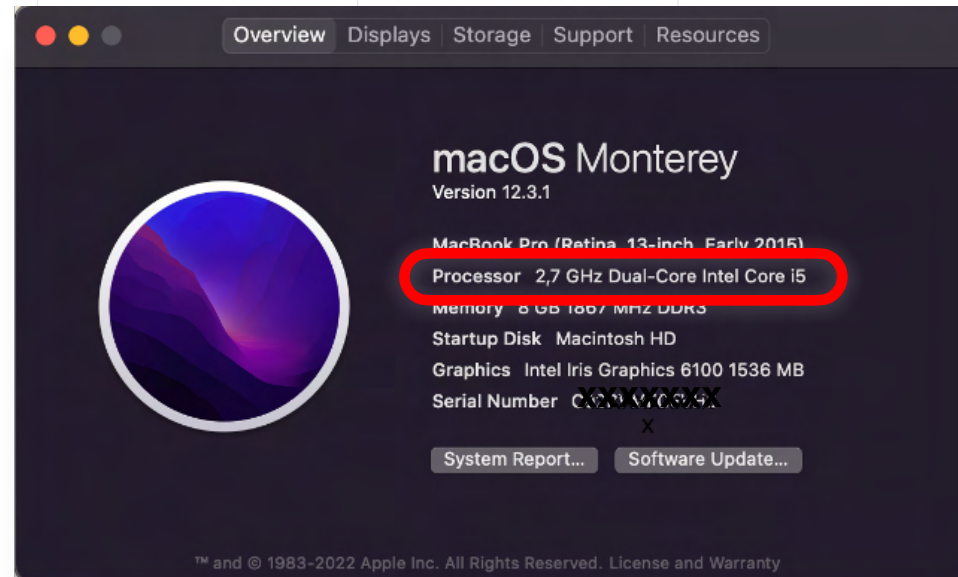 Overview Displays Storage Support Resources
macOS Monterey
Version 12.3.1
MacBook Pro (Retina, 13-inch, Early 2015)
Processor 2,7 GHz Dual-Core Intel Core i5
Memory 8 GB 1867 MHz DDR3
Startup Disk Macintosh HD
Graphics Intel Iris Graphics 6100 1536 MB
Serial Number XXXXXXX
x
System Report... Software Update...
™ and © 1983-2022 Apple Inc. All Rights Reserved. License and Warranty